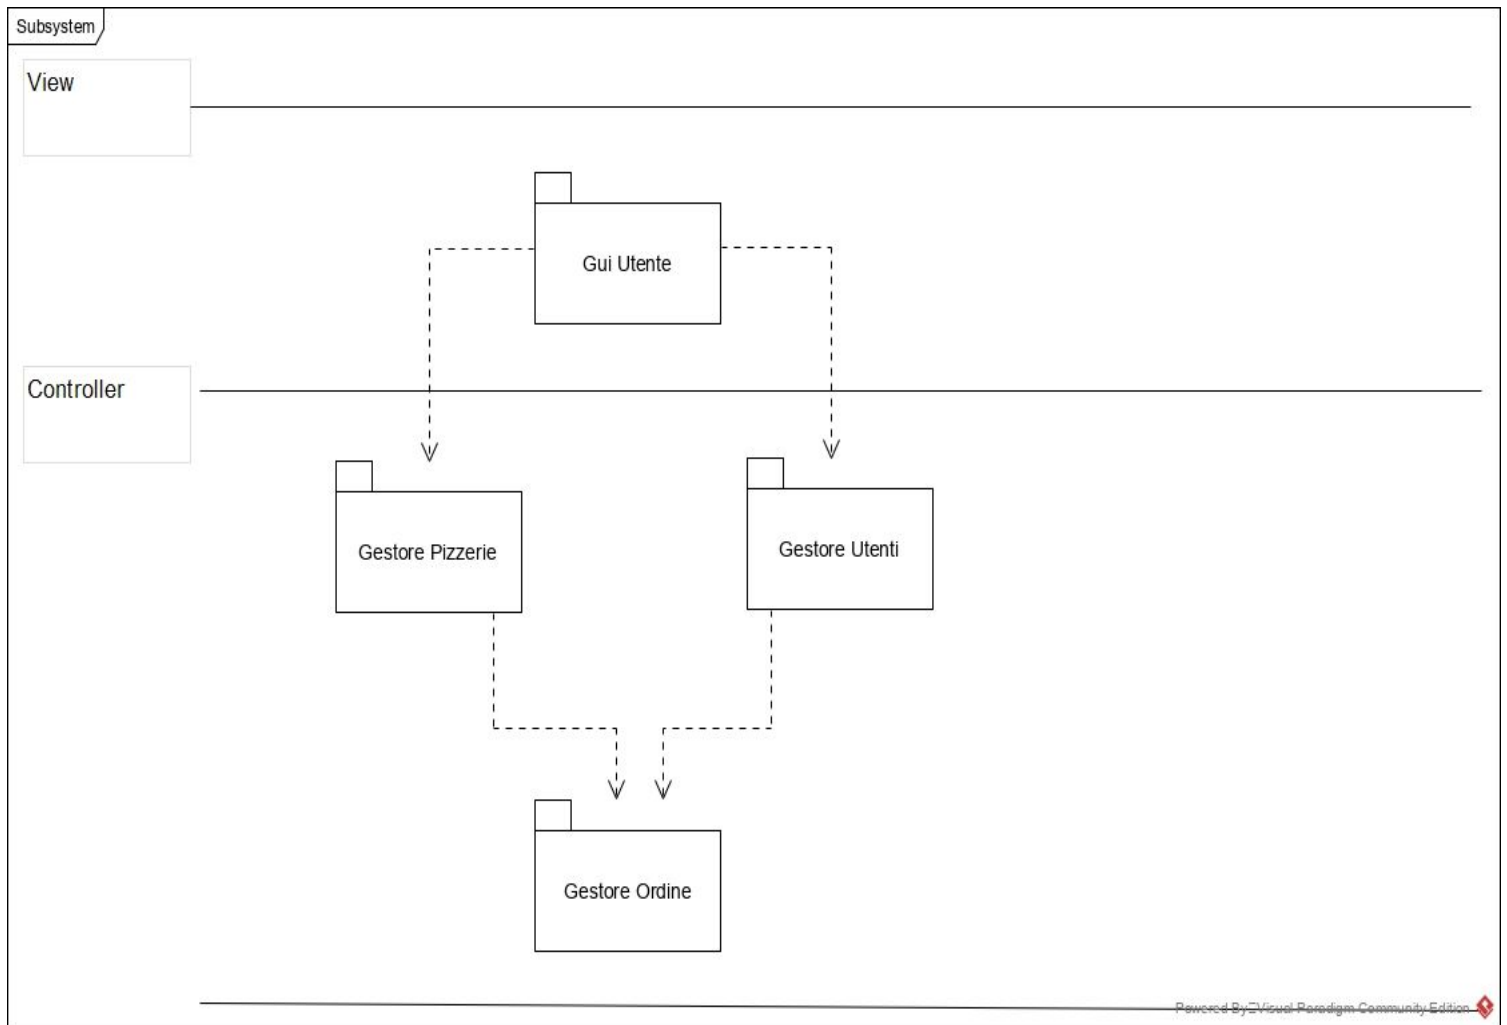 Subsystem
View
Gui Utente
Controller
Gestore Pizzerie
Gestore Utenti
Gestore Ordine
Powered By Visual Paradigm Community Edition